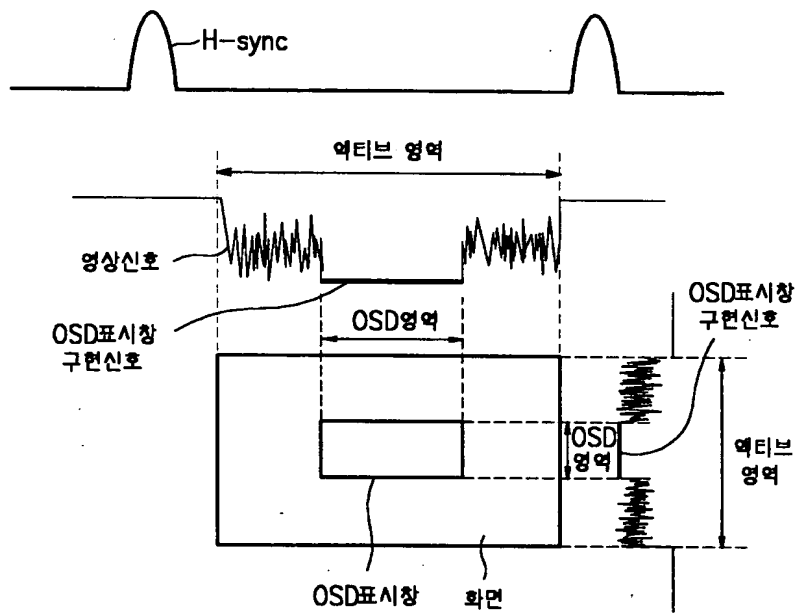 H-sync
액티브 영역
영상신호
OSD표시창
구현신호
OSD영역
OSD표시창
구현신호
OSD
영역
액티브
영역
OSD표시창
화면